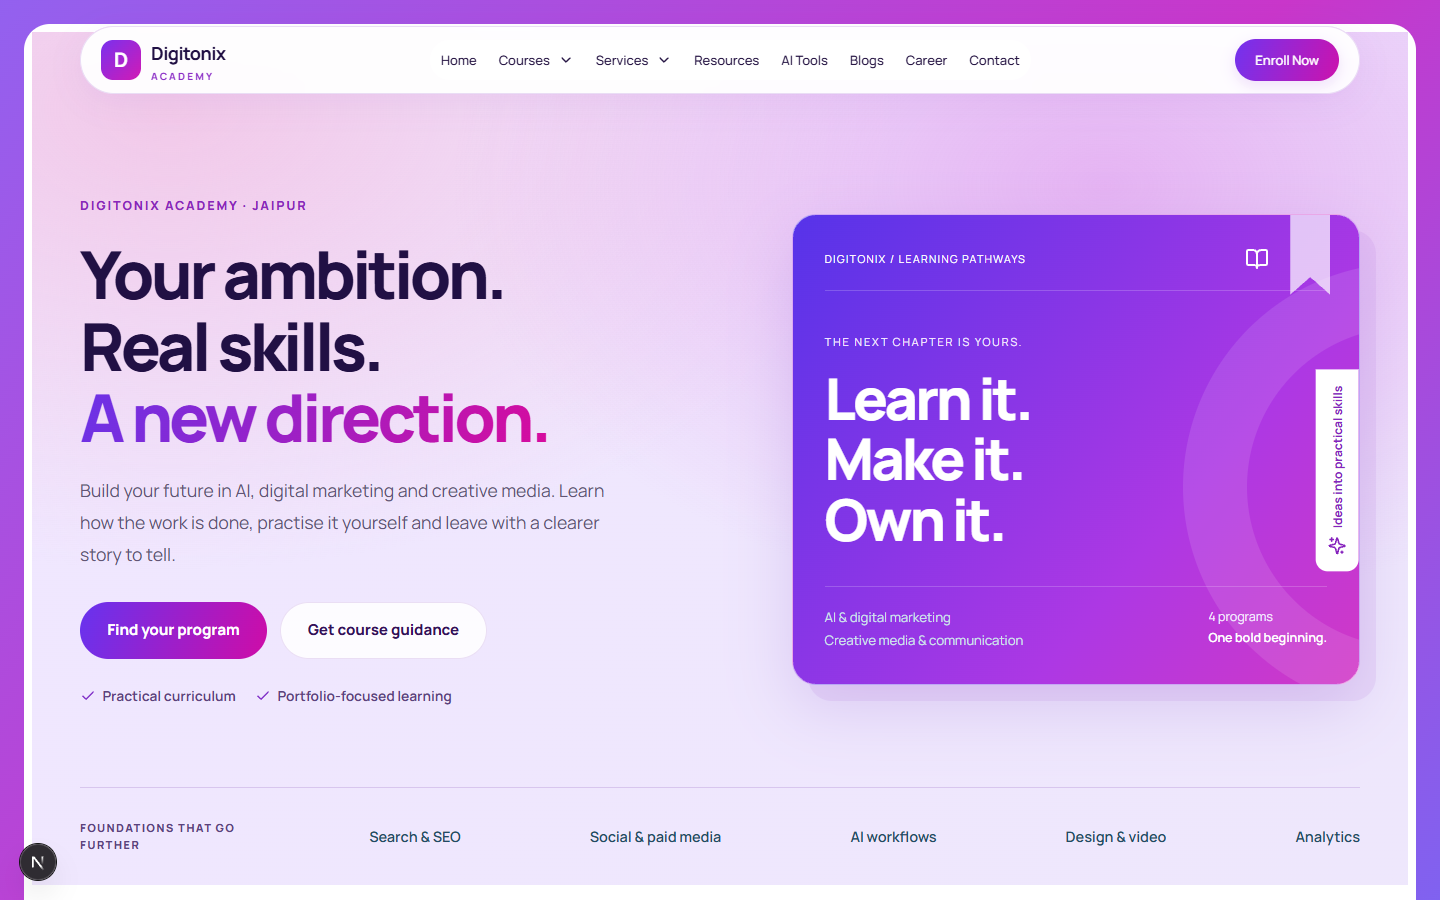 D
Digitonix
ACADEMY
Home
Courses
Services
Resources
AI Tools
Blogs
Career
Contact
Enroll Now
DIGITONIX ACADEMY · JAIPUR
Your ambition.
Real skills.
A new direction.
Build your future in AI, digital marketing and creative media. Learn
how the work is done, practise it yourself and leave with a clearer
story to tell.
Find your program
Get course guidance
Practical curriculum
Portfolio-focused learning
DIGITONIX / LEARNING PATHWAYS
THE NEXT CHAPTER IS YOURS.
Learn it.
Make it.
Own it.
Ideas into practical skills
AI & digital marketing
Creative media & communication
4 programs
One bold beginning.
FOUNDATIONS THAT GO
FURTHER
Search & SEO
Social & paid media
AI workflows
Design & video
Analytics
N